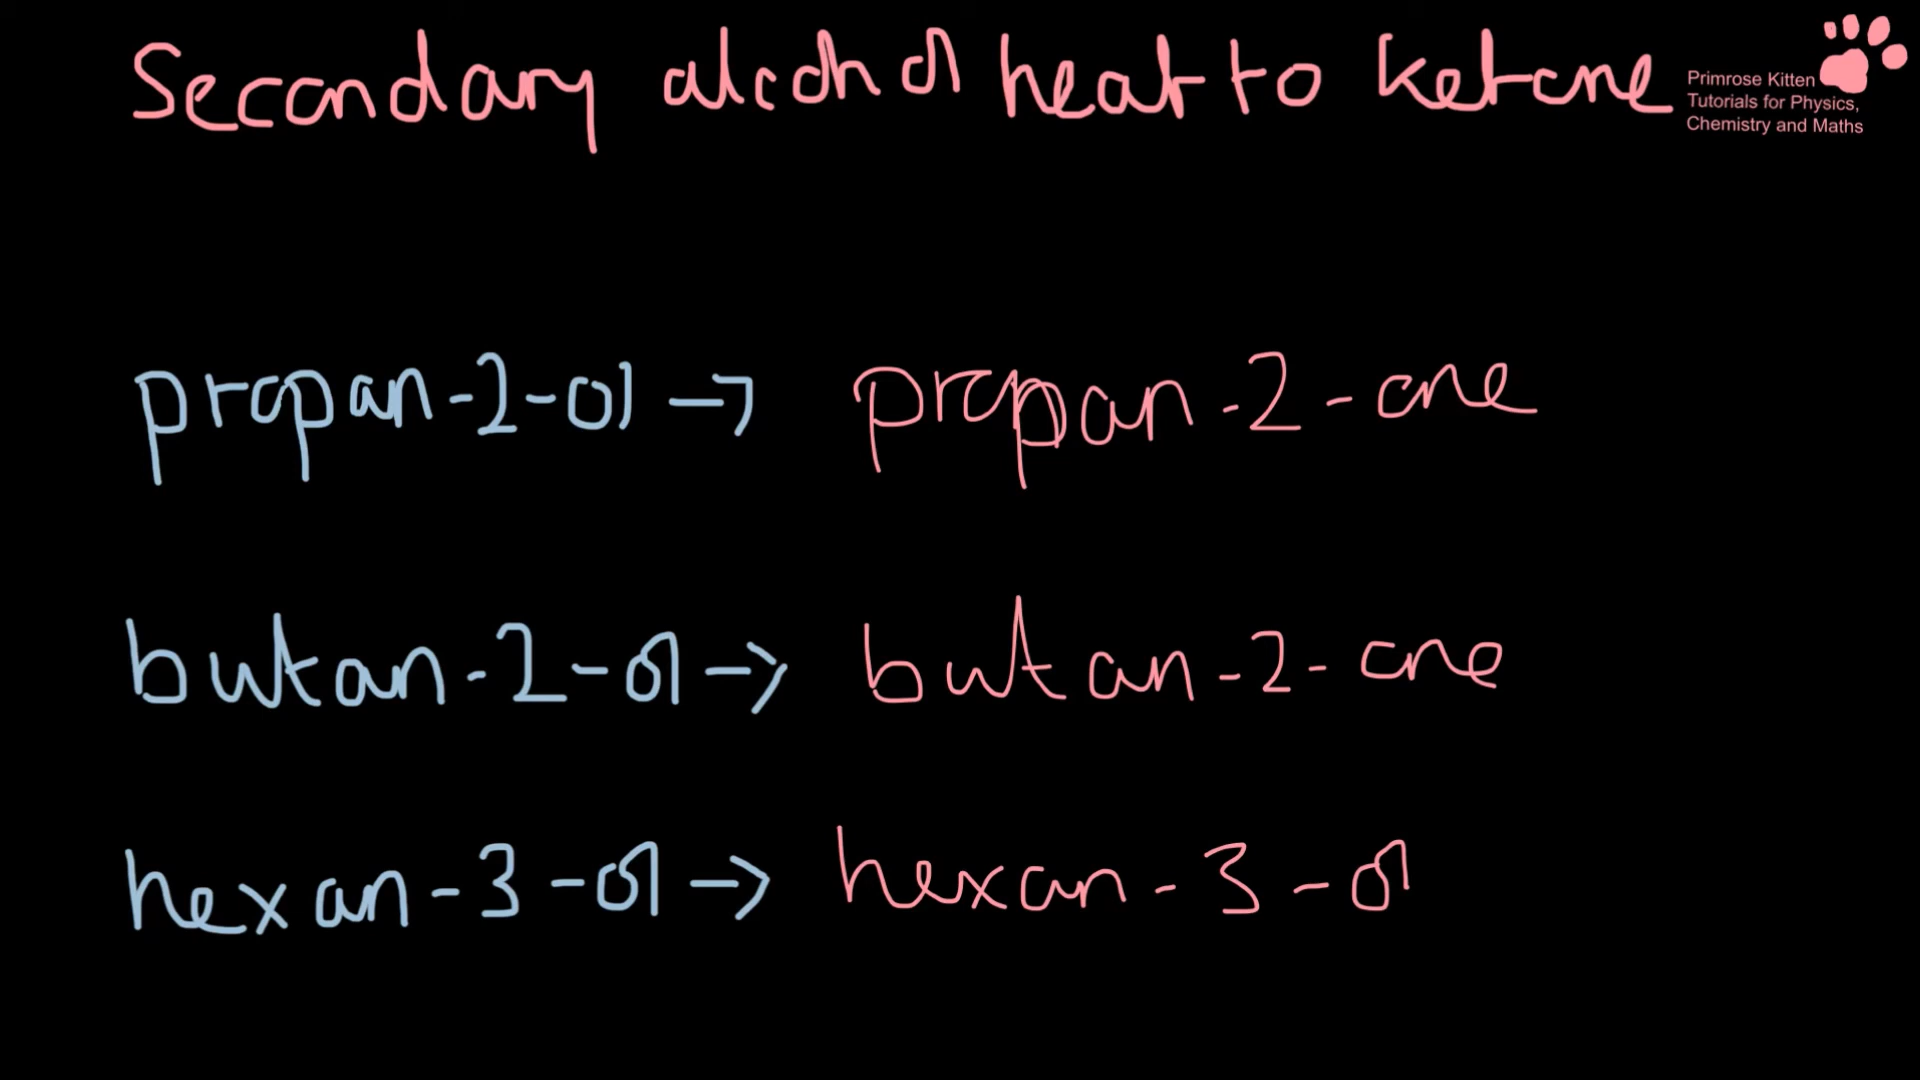 Secondary alcohol heat to ketone
Primrose Kitten
Tutorials for Physics,
Chemistry and Maths
propan-2-ol → propan-2-one
butan-2-ol → butan-2-one
hexan-3-ol → hexan-3-ol